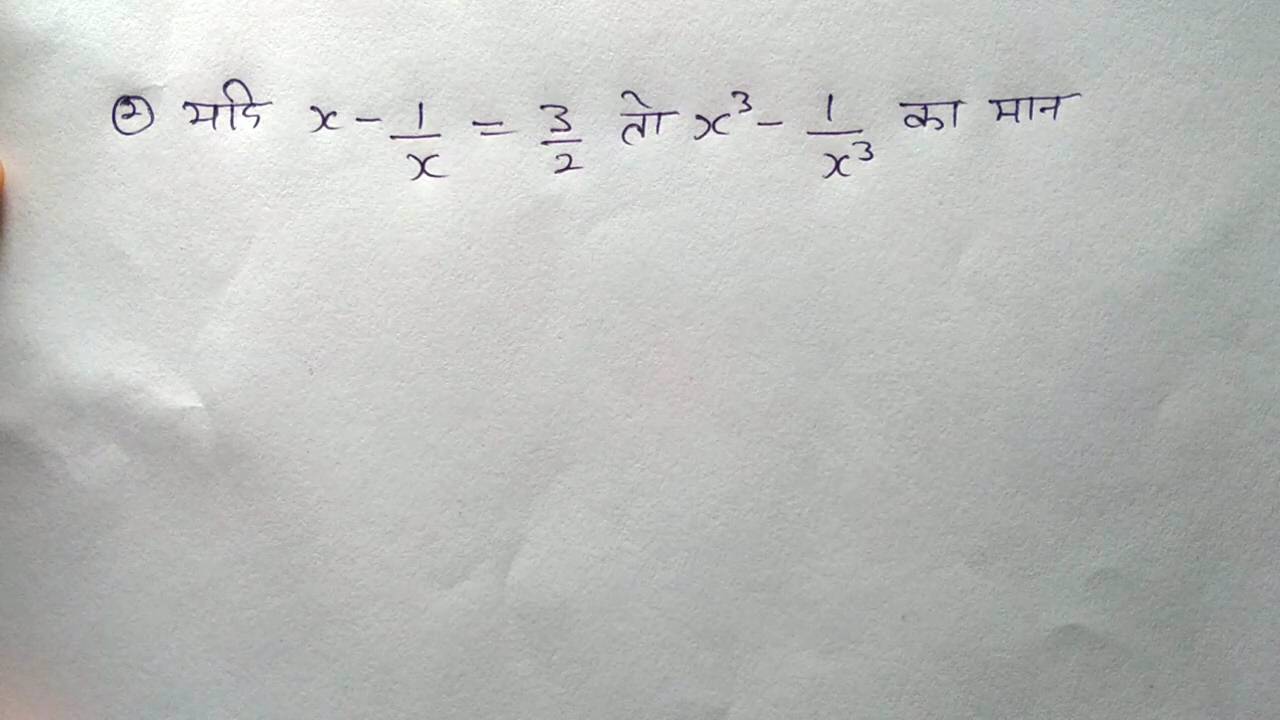 ② यदि x - 1/x = 3/2 तो x³ - 1/x³ का मान